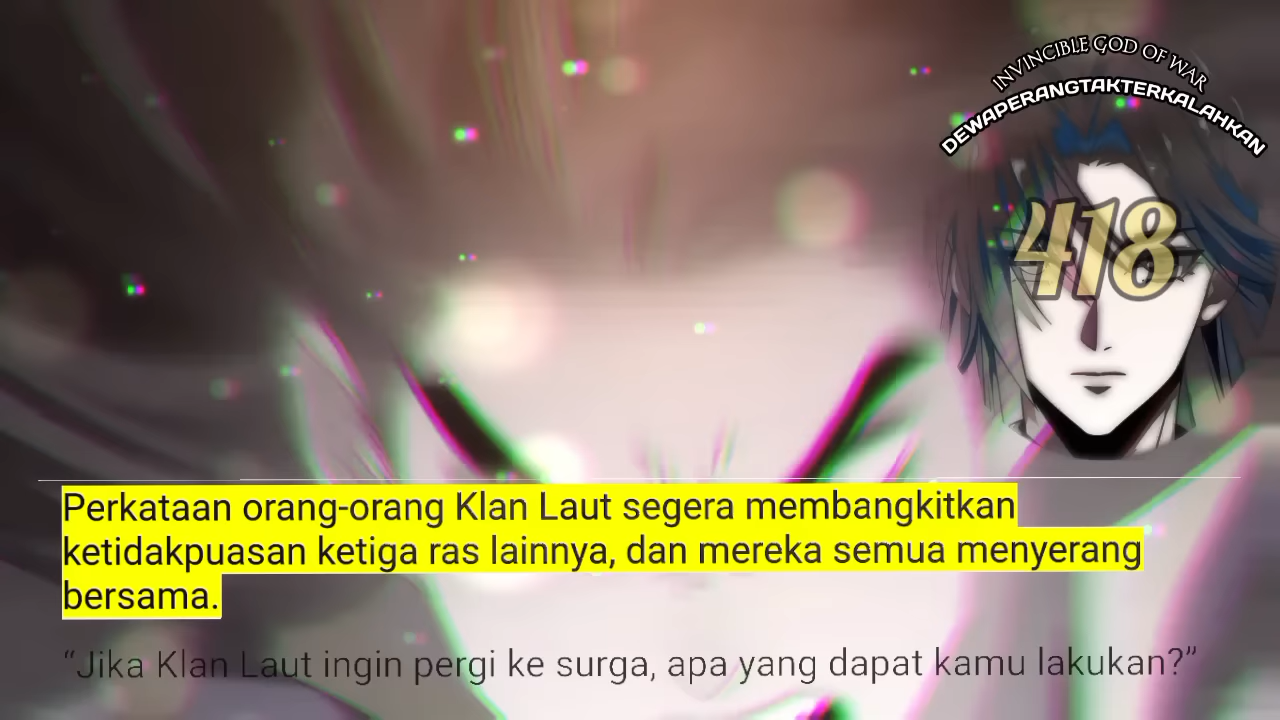 INVINCIBLE GOD OF WAR
DEWAPERANGTAKTERKALAHKAN
418
Perkataan orang-orang Klan Laut segera membangkitkan
ketidakpuasan ketiga ras lainnya, dan mereka semua menyerang
bersama.
“Jika Klan Laut ingin pergi ke surga, apa yang dapat kamu lakukan?”